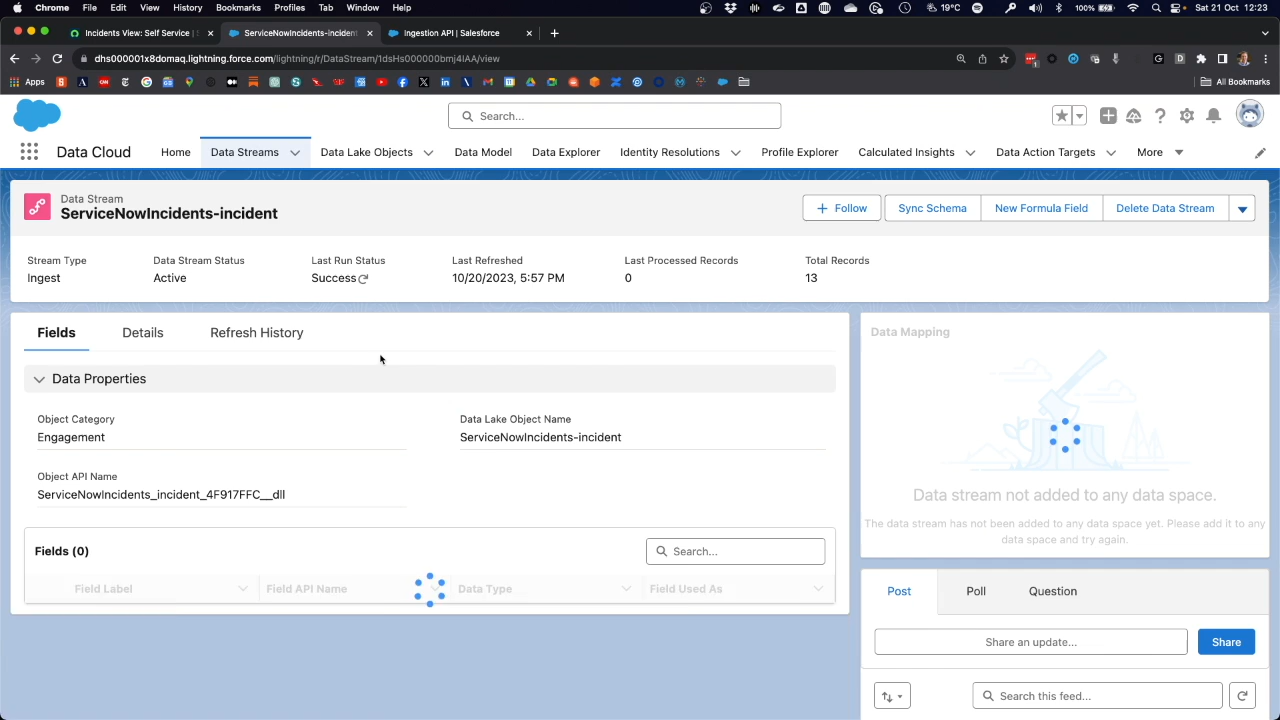 Chrome File Edit View History Bookmarks Profiles Tab Window Help 19°C 100% Sat 21 Oct 12:23
Incidents View: Self Service | ServiceNowIncidents-inciden Ingestion API | Salesforce
dhs000001x8domaq.lightning.force.com/lightning/r/DataStream/1dsHs000000bmj4IAA/view
Apps All Bookmarks
Search...
Data Cloud Home Data Streams Data Lake Objects Data Model Data Explorer Identity Resolutions Profile Explorer Calculated Insights Data Action Targets More
Data Stream
ServiceNowIncidents-incident
Follow Sync Schema New Formula Field Delete Data Stream
Stream Type Data Stream Status Last Run Status Last Refreshed Last Processed Records Total Records
Ingest Active Success 10/20/2023, 5:57 PM 0 13
Fields Details Refresh History
Data Properties
Object Category Data Lake Object Name
Engagement ServiceNowIncidents-incident
Object API Name
ServiceNowIncidents_incident_4F917FFC__dll
Fields (0) Search...
Field Label Field API Name Data Type Field Used As
Data Mapping
Data stream not added to any data space.
The data stream has not been added to any data space yet. Please add it to any
data space and try again.
Post Poll Question
Share an update... Share
Search this feed...